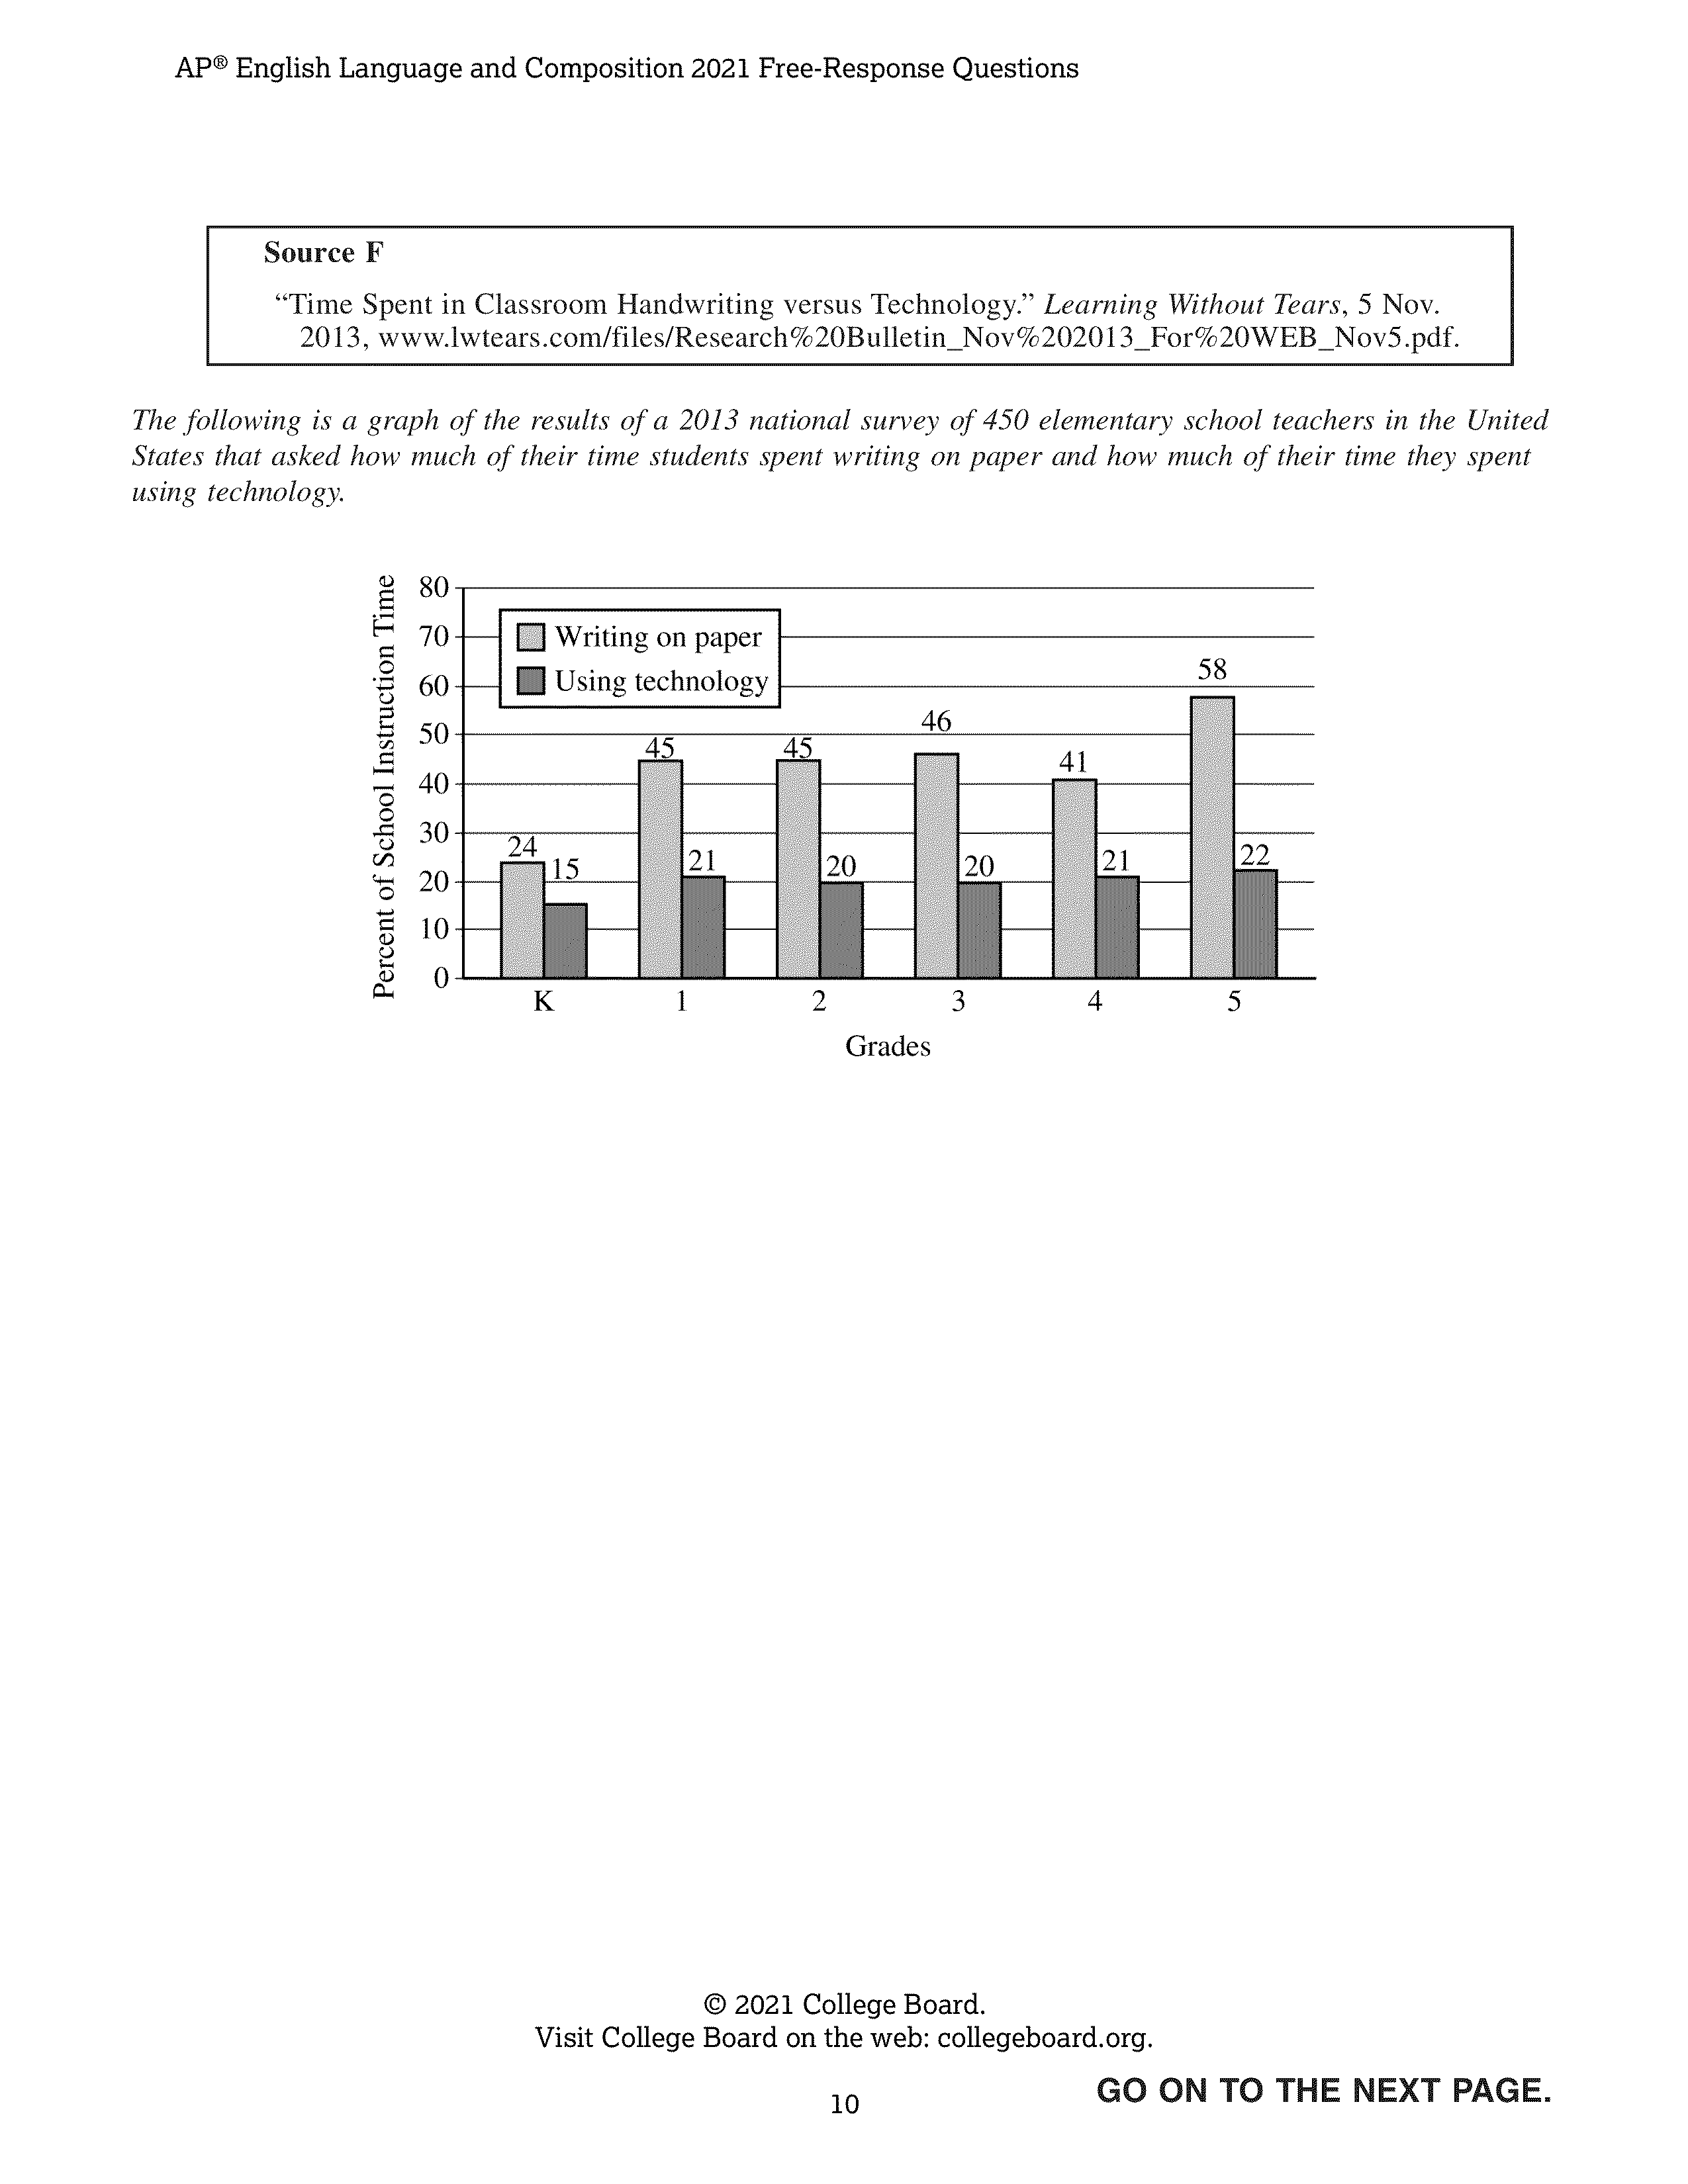 AP® English Language and Composition 2021 Free-Response Questions
Source F
“Time Spent in Classroom Handwriting versus Technology.” Learning Without Tears, 5 Nov.
2013, www.lwtears.com/files/Research%20Bulletin_Nov%202013_For%20WEB_Nov5.pdf.
The following is a graph of the results of a 2013 national survey of 450 elementary school teachers in the United
States that asked how much of their time students spent writing on paper and how much of their time they spent
using technology.
Percent of School Instruction Time
80
70
60
50
40
30
20
10
0
Writing on paper
Using technology
24
15
45
21
45
20
46
20
41
21
58
22
K
1
2
3
4
5
Grades
© 2021 College Board.
Visit College Board on the web: collegeboard.org.
10
GO ON TO THE NEXT PAGE.